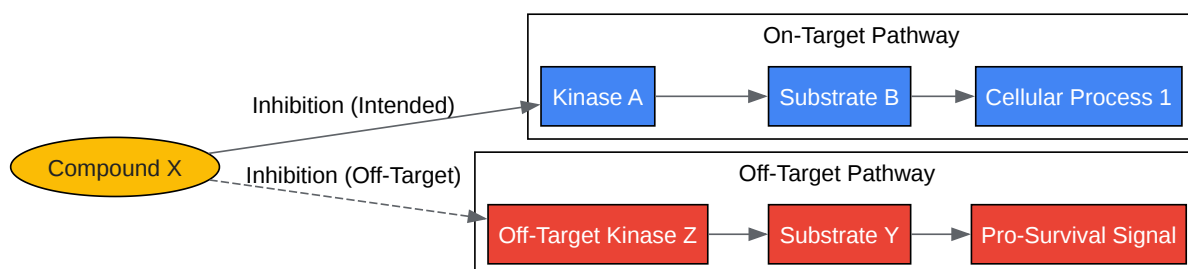 On-Target Pathway
Inhibition (Intended)
Kinase A
Substrate B
Cellular Process 1
Compound X
Inhibition (Off-Target)
Off-Target Pathway
Off-Target Kinase Z
Substrate Y
Pro-Survival Signal